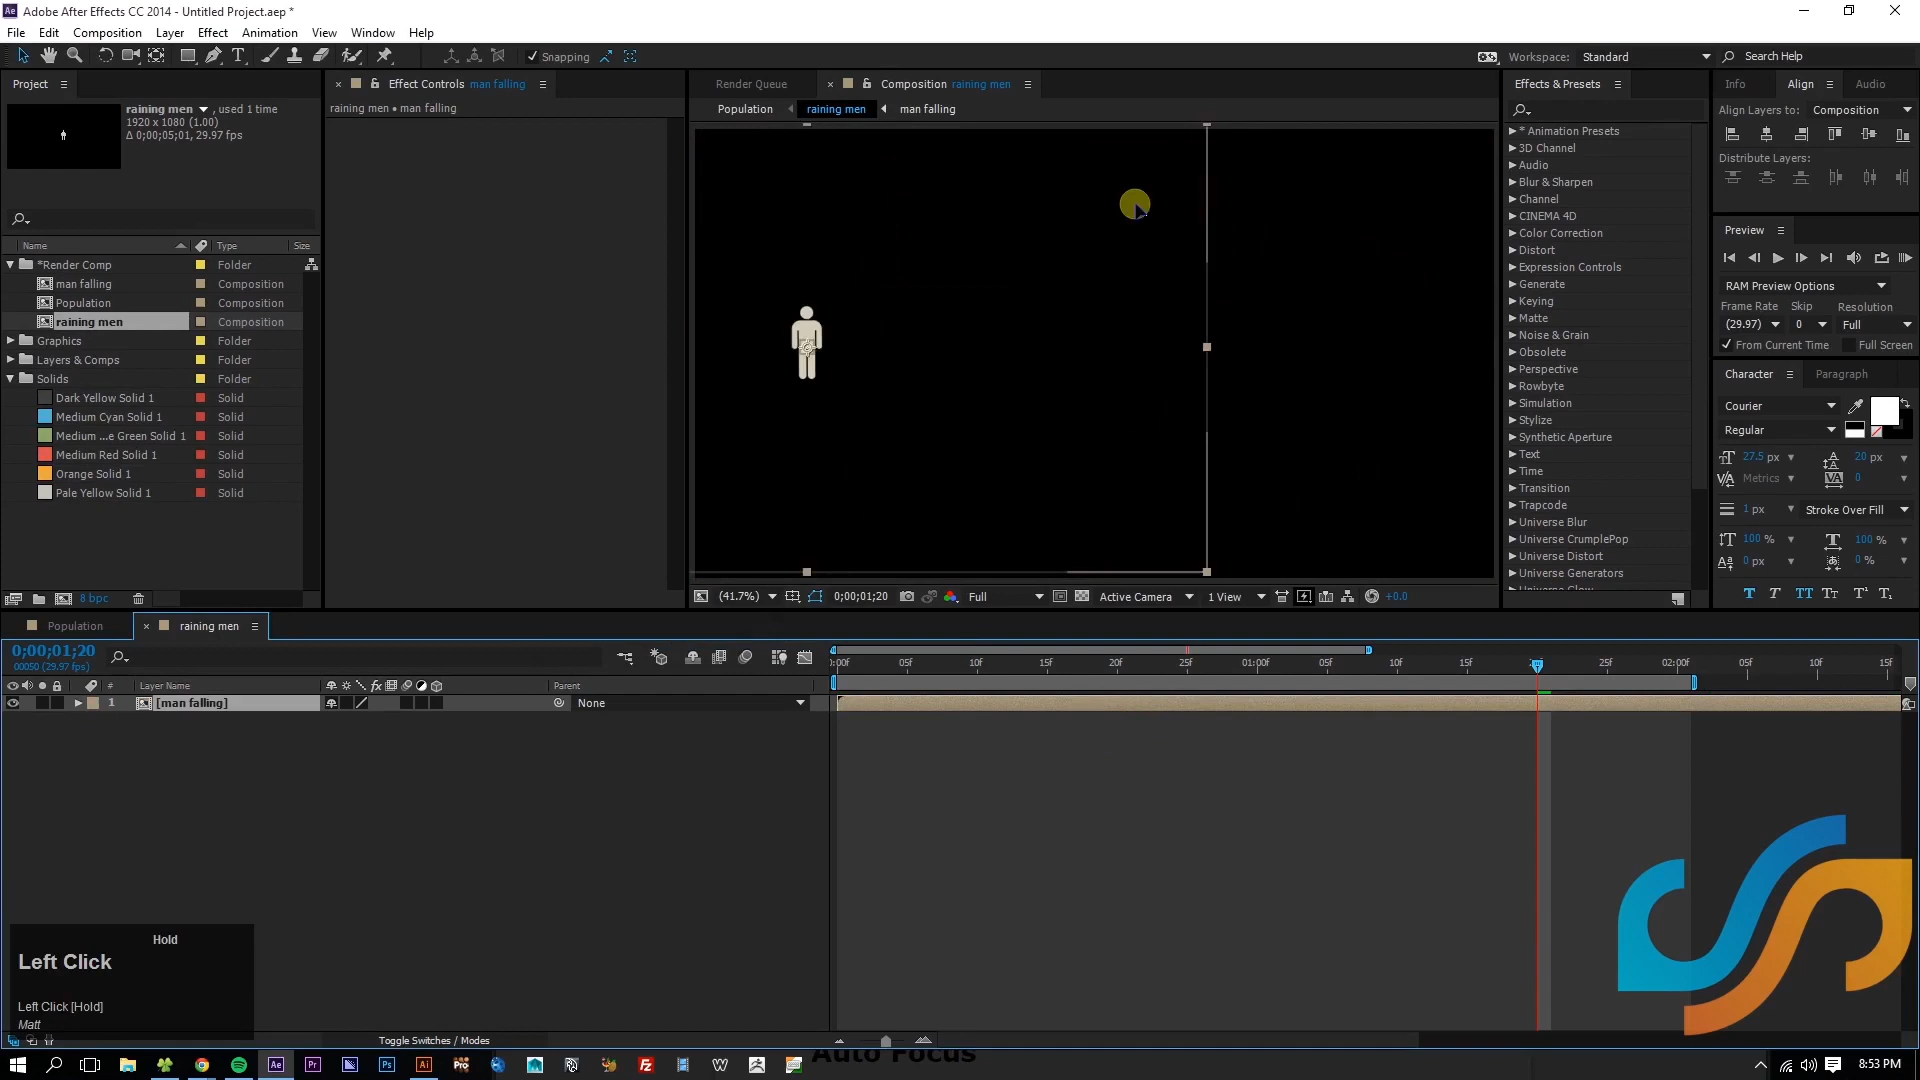 Adobe After Effects CC 2014 - Untitled Project.aep *
File Edit Composition Layer Effect Animation View Window Help
Snapping
Workspace: Standard
Search Help
Project
raining men , used 1 time
1920 x 1080 (1.00)
Δ 0;00;05;01, 29.97 fps
Name Type Size
*Render Comp Folder
man falling Composition
Population Composition
raining men Composition
Graphics Folder
Layers & Comps Folder
Solids Folder
Dark Yellow Solid 1 Solid
Medium Cyan Solid 1 Solid
Medium ...e Green Solid 1 Solid
Medium Red Solid 1 Solid
Orange Solid 1 Solid
Pale Yellow Solid 1 Solid
8 bpc
Effect Controls man falling
raining men • man falling
Render Queue
Composition raining men
Population raining men man falling
(41.7%) 0;00;01;20 Full Active Camera 1 View +0.0
Effects & Presets
* Animation Presets
3D Channel
Audio
Blur & Sharpen
Channel
CINEMA 4D
Color Correction
Distort
Expression Controls
Generate
Keying
Matte
Noise & Grain
Obsolete
Perspective
Rowbyte
Simulation
Stylize
Synthetic Aperture
Text
Time
Transition
Trapcode
Universe Blur
Universe CrumplePop
Universe Distort
Universe Generators
Universe Glow
Info Align Audio
Align Layers to: Composition
Distribute Layers:
Preview
RAM Preview Options
Frame Rate Skip Resolution
(29.97) 0 Full
From Current Time Full Screen
Character Paragraph
Courier
Regular
27.5 px 20 px
Metrics 0
1 px Stroke Over Fill
100 % 100 %
0 px 0 %
T T TT Tт T¹ T₁
Population raining men
0;00;01;20
00050 (29.97 fps)
:00F 05f 10f 15f 20f 25f 01:00f 05f 10f 15f 25f 02:00f 05f 10f 15f
# Layer Name Parent
1 [man falling] None
Hold
Left Click
Left Click [Hold]
Matt
Toggle Switches / Modes
Auto Focus
Ae Pr Ps Ai Pro Fz W
8:53 PM